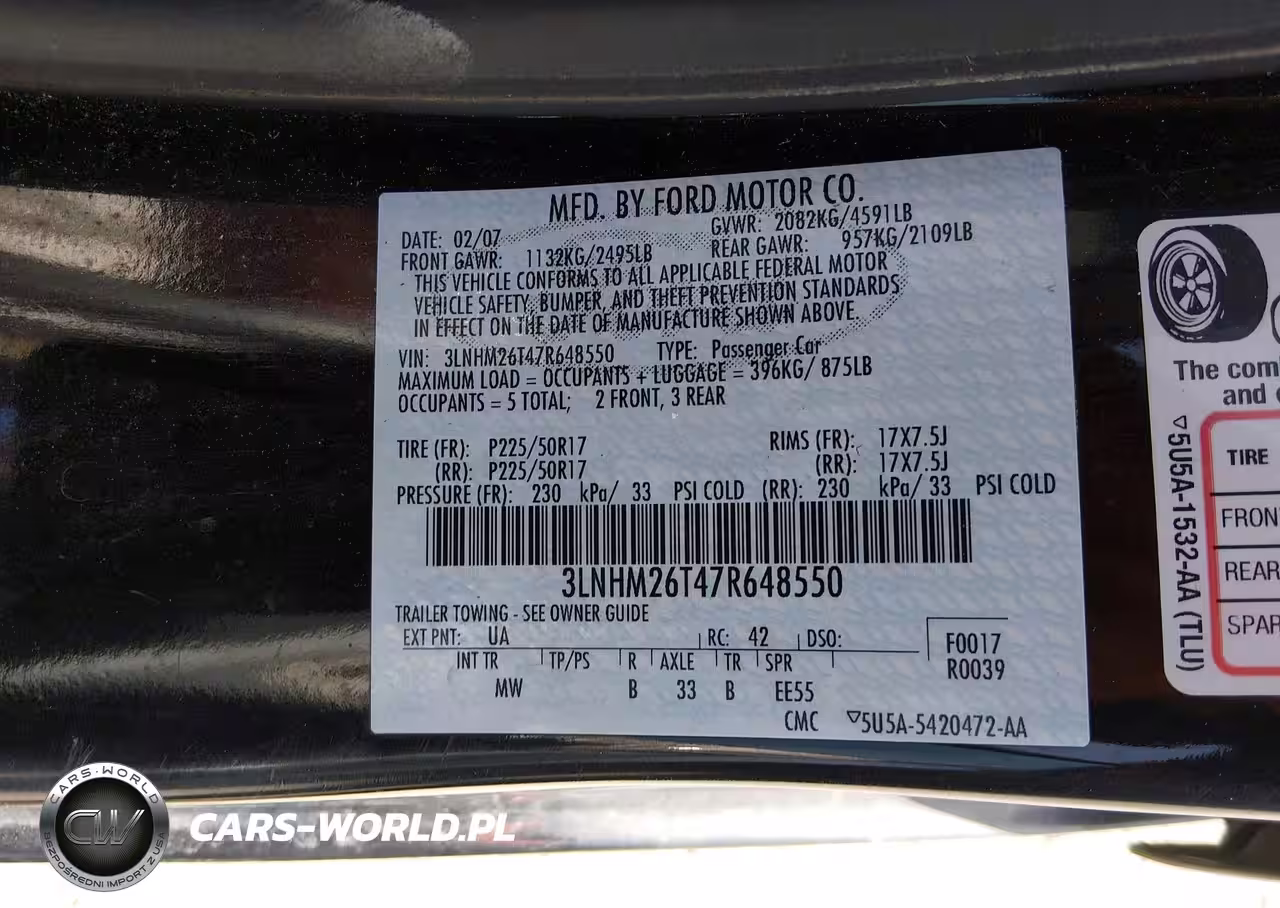 MFD. BY FORD MOTOR CO.
DATE: 02/07 GVWR: 2082KG/4591LB
FRONT GAWR: 1132KG/2495LB REAR GAWR: 957KG/2109LB
THIS VEHICLE CONFORMS TO ALL APPLICABLE FEDERAL MOTOR
VEHICLE SAFETY, BUMPER, AND THEFT PREVENTION STANDARDS
IN EFFECT ON THE DATE OF MANUFACTURE SHOWN ABOVE.
VIN: 3LNHM26T47R648550 TYPE: Passenger Car
MAXIMUM LOAD = OCCUPANTS + LUGGAGE = 396KG/ 875LB
OCCUPANTS = 5 TOTAL; 2 FRONT, 3 REAR
TIRE (FR): P225/50R17 RIMS (FR): 17X7.5J
(RR): P225/50R17 (RR): 17X7.5J
PRESSURE (FR): 230 kPa/ 33 PSI COLD (RR): 230 kPa/ 33 PSI COLD
3LNHM26T47R648550
TRAILER TOWING - SEE OWNER GUIDE
EXT PNT: UA RC: 42 DSO:
INT TR TP/PS R AXLE TR SPR
MW B 33 B EE55
F0017
R0039
CMC ▽5U5A-5420472-AA
The com
and
▽5U5A-1532-AA (TLU)
TIRE
FRON
REAR
SPAR
CARS-WORLD
CW
BEZPOŚREDNI IMPORT Z USA
CARS-WORLD.PL